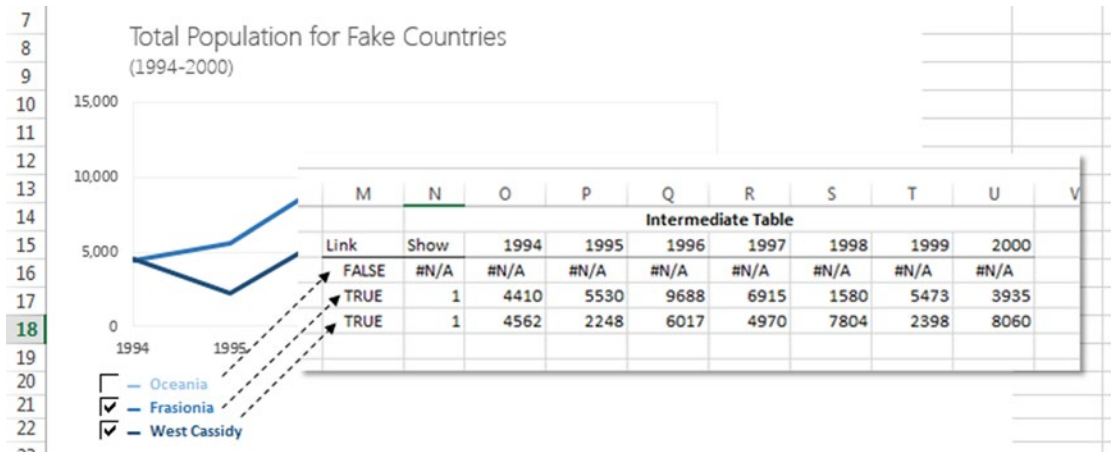 7
8
9
10
11
12
13
14
15
16
17
18
19
20
21
22
Total Population for Fake Countries
(1994-2000)
15,000
10,000
5,000
0
1994 1995
Oceania
Frasionia
West Cassidy
M N O P Q R S T U V
Intermediate Table
Link Show 1994 1995 1996 1997 1998 1999 2000
FALSE #N/A #N/A #N/A #N/A #N/A #N/A #N/A #N/A
TRUE 1 4410 5530 9688 6915 1580 5473 3935
TRUE 1 4562 2248 6017 4970 7804 2398 8060